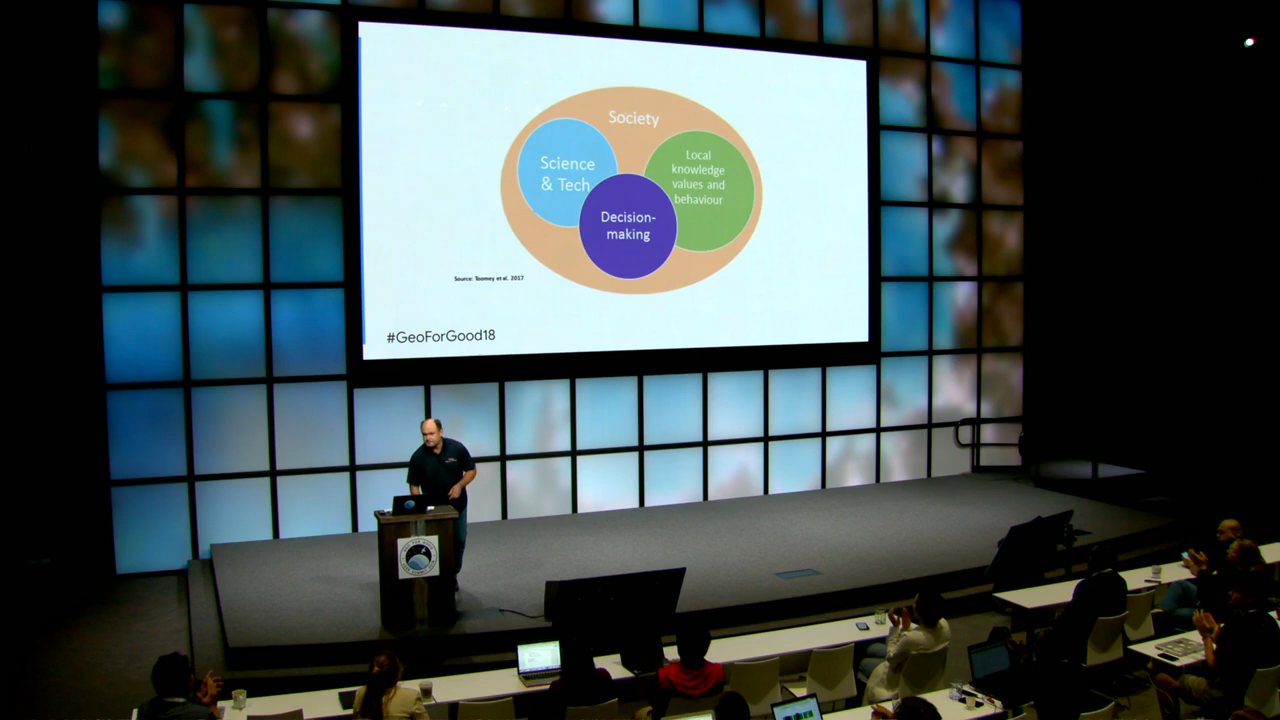 Society
Science
& Tech
Local
knowledge
values and
behaviour
Decision-
making
Source: Toomey et al. 2017
#GeoForGood18